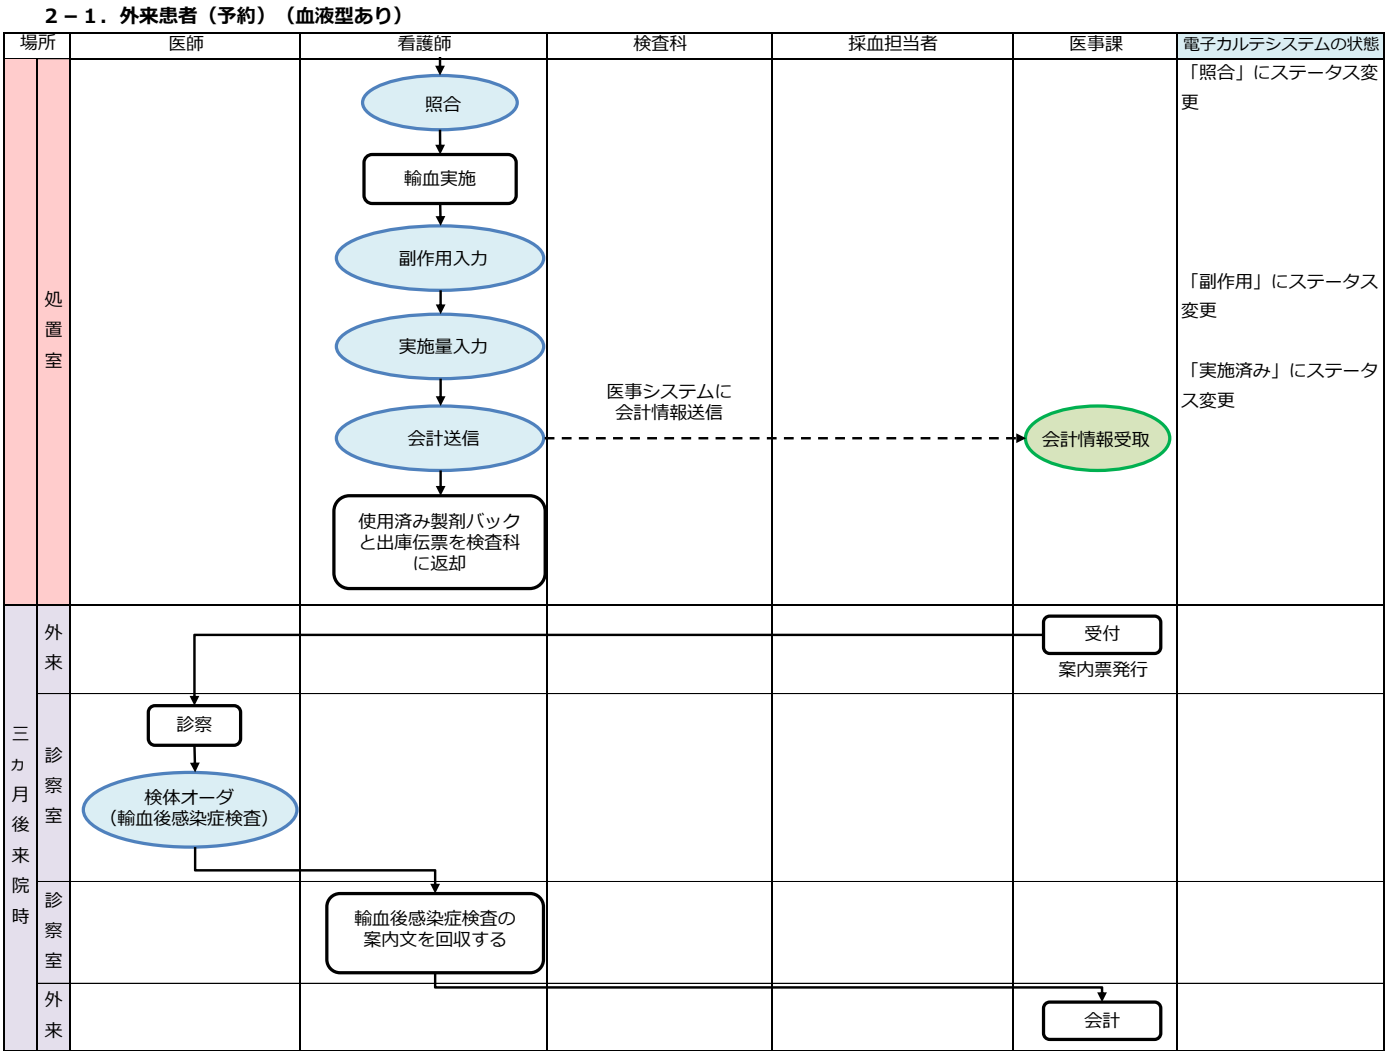 ２－１．外来患者（予約）（血液型あり）
場所 医師 看護師 検査科 採血担当者 医事課 電子カルテシステムの状態
処置室
照合
「照合」にステータス変
更
輸血実施
副作用入力
「副作用」にステータス
変更
実施量入力
「実施済み」にステータ
ス変更
医事システムに
会計情報送信
会計送信
会計情報受取
使用済み製剤バック
と出庫伝票を検査科
に返却
三ヵ月後来院時
外来
受付
案内票発行
診察室
診察
検体オーダ
（輸血後感染症検査）
診察室
輸血後感染症検査の
案内文を回収する
外来
会計